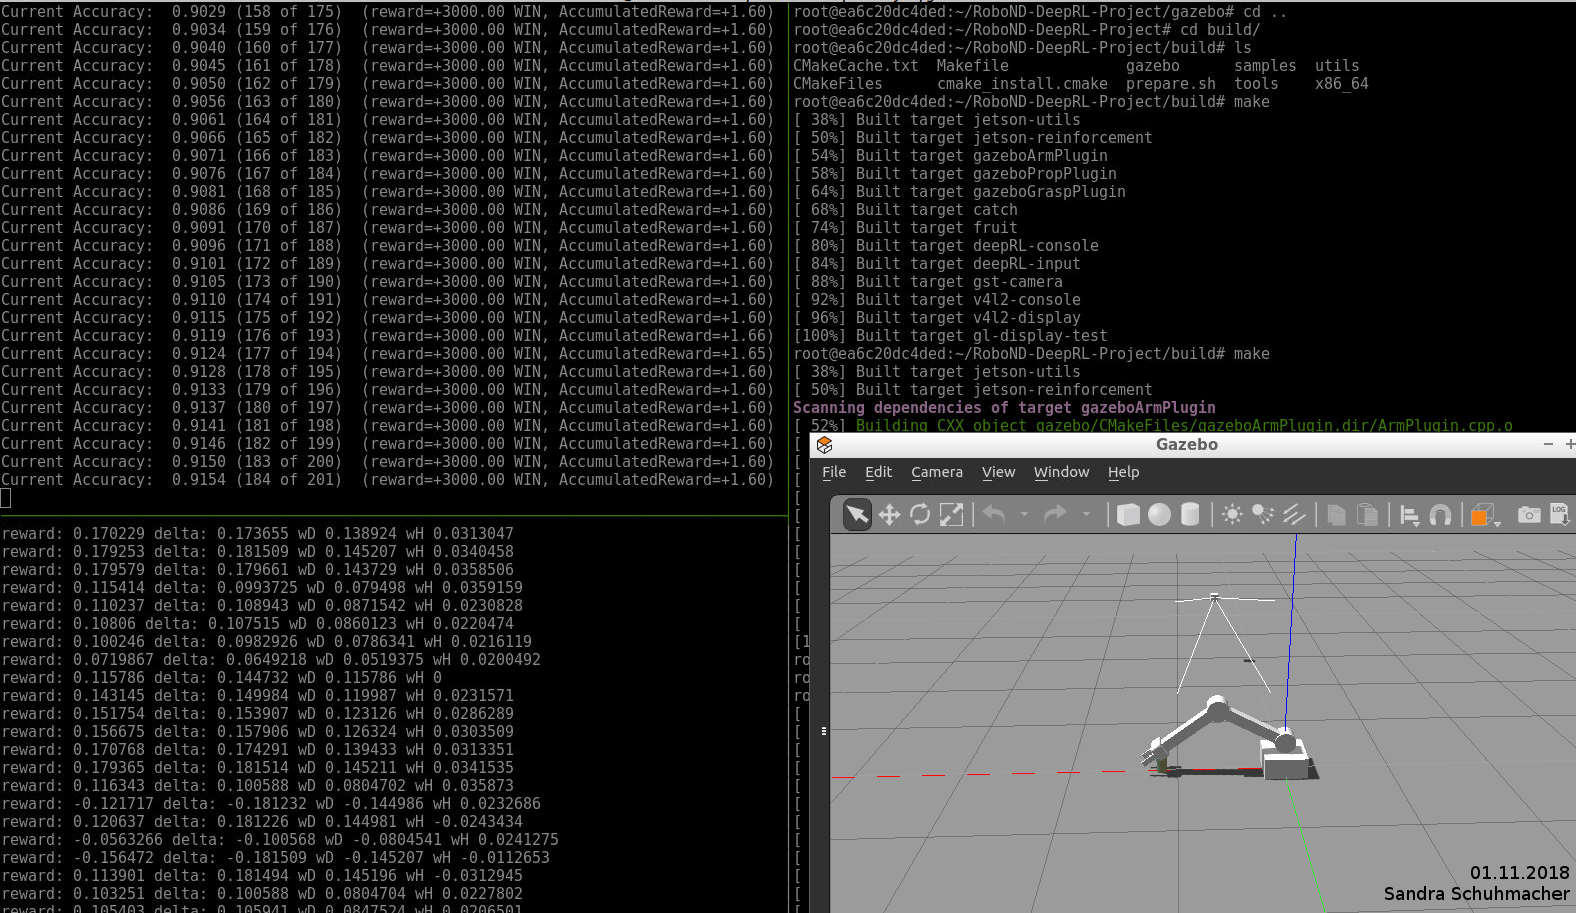 Current Accuracy:  0.9029 (158 of 175)  (reward=+3000.00 WIN, AccumulatedReward=+1.60)
Current Accuracy:  0.9034 (159 of 176)  (reward=+3000.00 WIN, AccumulatedReward=+1.60)
Current Accuracy:  0.9040 (160 of 177)  (reward=+3000.00 WIN, AccumulatedReward=+1.60)
Current Accuracy:  0.9045 (161 of 178)  (reward=+3000.00 WIN, AccumulatedReward=+1.60)
Current Accuracy:  0.9050 (162 of 179)  (reward=+3000.00 WIN, AccumulatedReward=+1.60)
Current Accuracy:  0.9056 (163 of 180)  (reward=+3000.00 WIN, AccumulatedReward=+1.60)
Current Accuracy:  0.9061 (164 of 181)  (reward=+3000.00 WIN, AccumulatedReward=+1.60)
Current Accuracy:  0.9066 (165 of 182)  (reward=+3000.00 WIN, AccumulatedReward=+1.60)
Current Accuracy:  0.9071 (166 of 183)  (reward=+3000.00 WIN, AccumulatedReward=+1.60)
Current Accuracy:  0.9076 (167 of 184)  (reward=+3000.00 WIN, AccumulatedReward=+1.60)
Current Accuracy:  0.9081 (168 of 185)  (reward=+3000.00 WIN, AccumulatedReward=+1.60)
Current Accuracy:  0.9086 (169 of 186)  (reward=+3000.00 WIN, AccumulatedReward=+1.60)
Current Accuracy:  0.9091 (170 of 187)  (reward=+3000.00 WIN, AccumulatedReward=+1.60)
Current Accuracy:  0.9096 (171 of 188)  (reward=+3000.00 WIN, AccumulatedReward=+1.60)
Current Accuracy:  0.9101 (172 of 189)  (reward=+3000.00 WIN, AccumulatedReward=+1.60)
Current Accuracy:  0.9105 (173 of 190)  (reward=+3000.00 WIN, AccumulatedReward=+1.60)
Current Accuracy:  0.9110 (174 of 191)  (reward=+3000.00 WIN, AccumulatedReward=+1.60)
Current Accuracy:  0.9115 (175 of 192)  (reward=+3000.00 WIN, AccumulatedReward=+1.60)
Current Accuracy:  0.9119 (176 of 193)  (reward=+3000.00 WIN, AccumulatedReward=+1.66)
Current Accuracy:  0.9124 (177 of 194)  (reward=+3000.00 WIN, AccumulatedReward=+1.65)
Current Accuracy:  0.9128 (178 of 195)  (reward=+3000.00 WIN, AccumulatedReward=+1.60)
Current Accuracy:  0.9133 (179 of 196)  (reward=+3000.00 WIN, AccumulatedReward=+1.60)
Current Accuracy:  0.9137 (180 of 197)  (reward=+3000.00 WIN, AccumulatedReward=+1.60)
Current Accuracy:  0.9141 (181 of 198)  (reward=+3000.00 WIN, AccumulatedReward=+1.60)
Current Accuracy:  0.9146 (182 of 199)  (reward=+3000.00 WIN, AccumulatedReward=+1.60)
Current Accuracy:  0.9150 (183 of 200)  (reward=+3000.00 WIN, AccumulatedReward=+1.60)
Current Accuracy:  0.9154 (184 of 201)  (reward=+3000.00 WIN, AccumulatedReward=+1.60)
reward: 0.170229 delta: 0.173655 wD 0.138924 wH 0.0313047
reward: 0.179253 delta: 0.181509 wD 0.145207 wH 0.0340458
reward: 0.179579 delta: 0.179661 wD 0.143729 wH 0.0358506
reward: 0.115414 delta: 0.0993725 wD 0.079498 wH 0.0359159
reward: 0.110237 delta: 0.108943 wD 0.0871542 wH 0.0230828
reward: 0.10806 delta: 0.107515 wD 0.0860123 wH 0.0220474
reward: 0.100246 delta: 0.0982926 wD 0.0786341 wH 0.0216119
reward: 0.0719867 delta: 0.0649218 wD 0.0519375 wH 0.0200492
reward: 0.115786 delta: 0.144732 wD 0.115786 wH 0
reward: 0.143145 delta: 0.149984 wD 0.119987 wH 0.0231571
reward: 0.151754 delta: 0.153907 wD 0.123126 wH 0.0286289
reward: 0.156675 delta: 0.157906 wD 0.126324 wH 0.0303509
reward: 0.170768 delta: 0.174291 wD 0.139433 wH 0.0313351
reward: 0.179365 delta: 0.181514 wD 0.145211 wH 0.0341535
reward: 0.116343 delta: 0.100588 wD 0.0804702 wH 0.035873
reward: -0.121717 delta: -0.181232 wD -0.144986 wH 0.0232686
reward: 0.120637 delta: 0.181226 wD 0.144981 wH -0.0243434
reward: -0.0563266 delta: -0.100568 wD -0.0804541 wH 0.0241275
reward: -0.156472 delta: -0.181509 wD -0.145207 wH -0.0112653
reward: 0.113901 delta: 0.181494 wD 0.145196 wH -0.0312945
reward: 0.103251 delta: 0.100588 wD 0.0804704 wH 0.0227802
reward: 0.105403 delta: 0.105941 wD 0.0847524 wH 0.0206501
root@ea6c20dc4ded:~/RoboND-DeepRL-Project/gazebo# cd ..
root@ea6c20dc4ded:~/RoboND-DeepRL-Project# cd build/
root@ea6c20dc4ded:~/RoboND-DeepRL-Project/build# ls
CMakeCache.txt  Makefile             gazebo      samples  utils
CMakeFiles      cmake_install.cmake  prepare.sh  tools    x86_64
root@ea6c20dc4ded:~/RoboND-DeepRL-Project/build# make
[ 38%] Built target jetson-utils
[ 50%] Built target jetson-reinforcement
[ 54%] Built target gazeboArmPlugin
[ 58%] Built target gazeboPropPlugin
[ 64%] Built target gazeboGraspPlugin
[ 68%] Built target catch
[ 74%] Built target fruit
[ 80%] Built target deepRL-console
[ 84%] Built target deepRL-input
[ 88%] Built target gst-camera
[ 92%] Built target v4l2-console
[ 96%] Built target v4l2-display
[100%] Built target gl-display-test
root@ea6c20dc4ded:~/RoboND-DeepRL-Project/build# make
[ 38%] Built target jetson-utils
[ 50%] Built target jetson-reinforcement
Scanning dependencies of target gazeboArmPlugin
[ 52%] Building CXX object gazebo/CMakeFiles/gazeboArmPlugin.dir/ArmPlugin.cpp.o
Gazebo
File Edit Camera View Window Help
LOG
01.11.2018
Sandra Schuhmacher